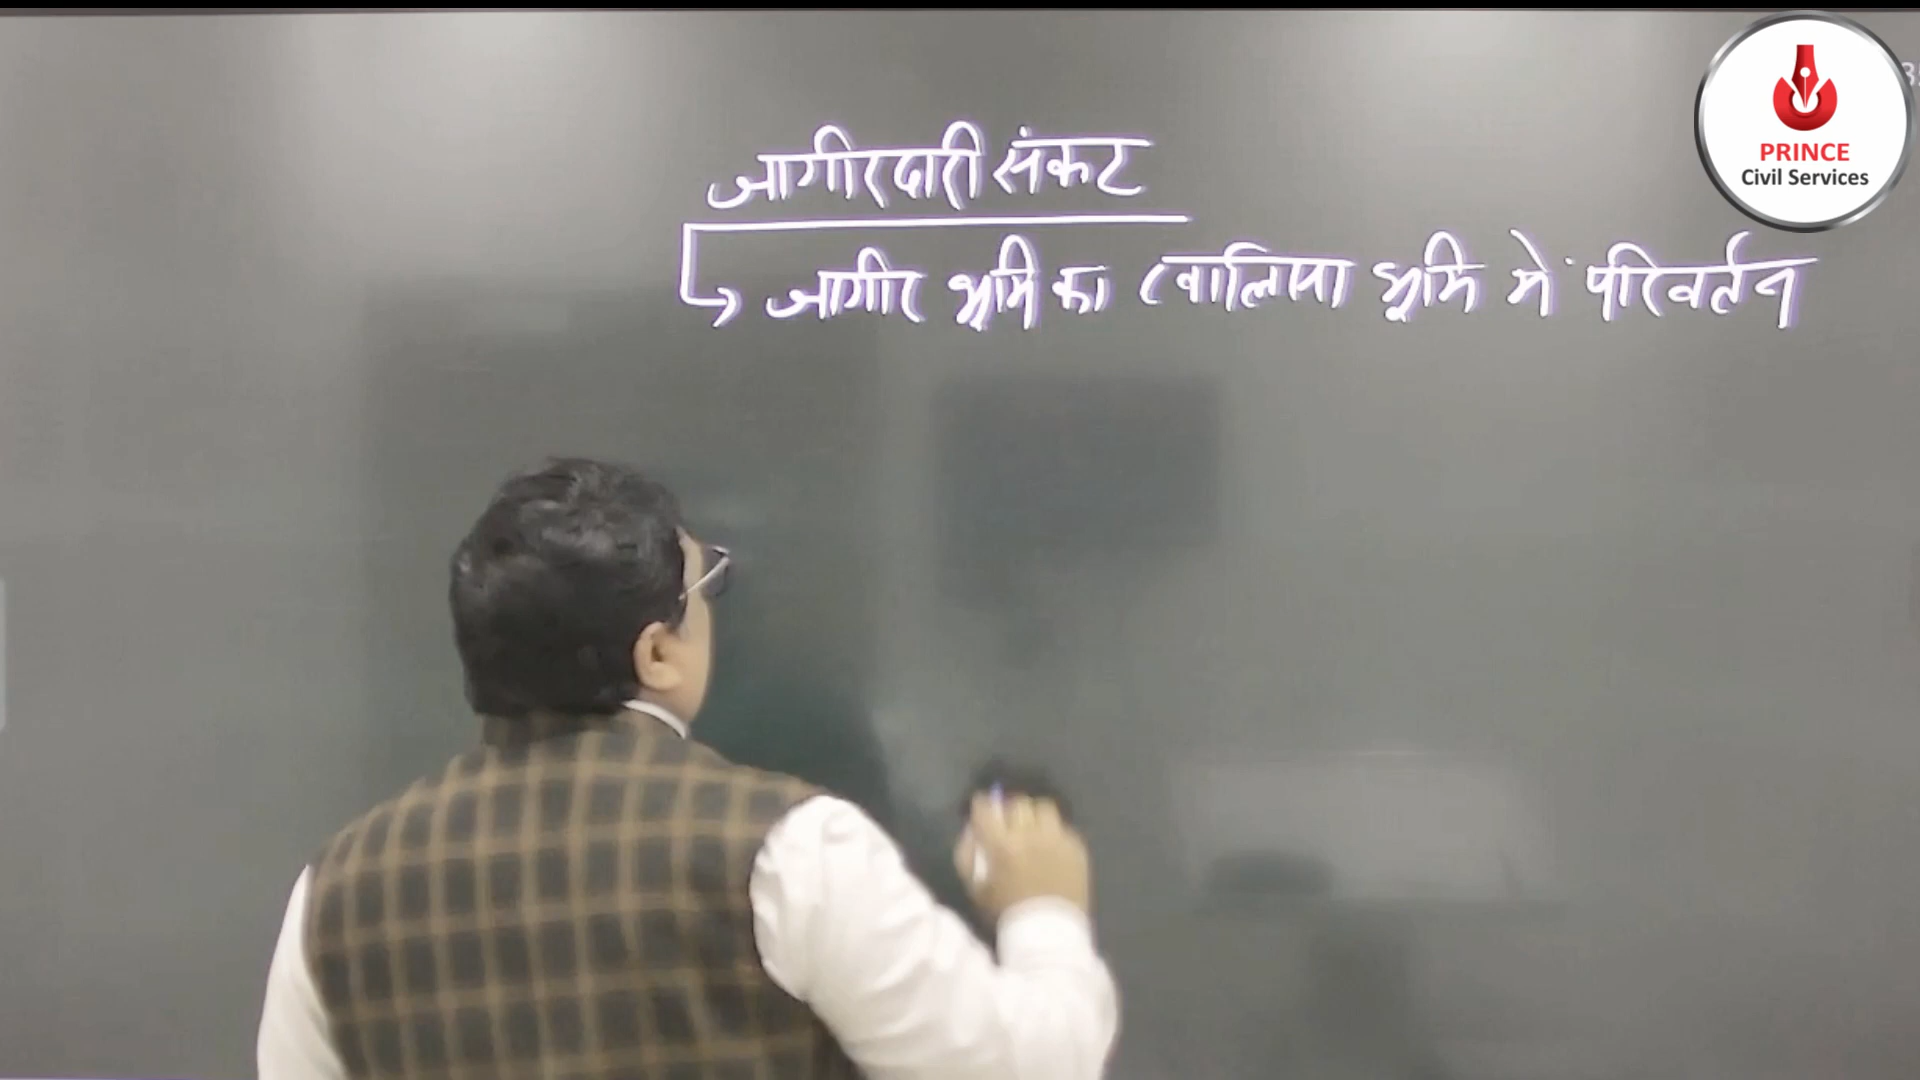 जागीरदारी संकट
जागीर भूमि का खालिसा भूमि में परिवर्तन
PRINCE
Civil Services